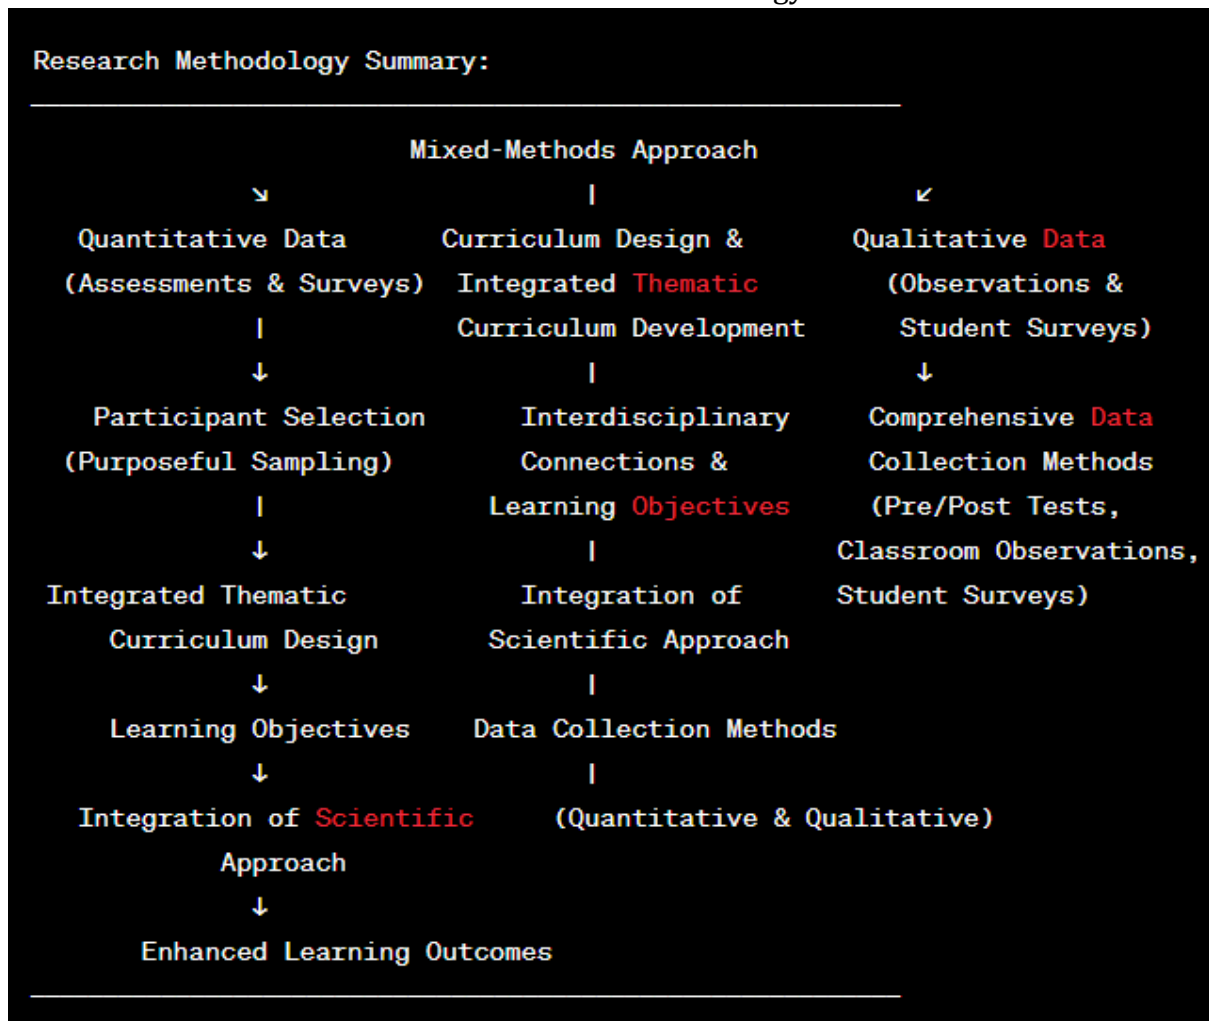 Research Methodology Summary:
Mixed-Methods Approach
↘ | ↙
Quantitative Data Curriculum Design & Qualitative Data
(Assessments & Surveys) Integrated Thematic (Observations &
| Curriculum Development Student Surveys)
↓ | ↓
Participant Selection Interdisciplinary Comprehensive Data
(Purposeful Sampling) Connections & Collection Methods
| Learning Objectives (Pre/Post Tests,
↓ | Classroom Observations,
Integrated Thematic Integration of Student Surveys)
Curriculum Design Scientific Approach
↓ |
Learning Objectives Data Collection Methods
↓ |
Integration of Scientific (Quantitative & Qualitative)
Approach
↓
Enhanced Learning Outcomes